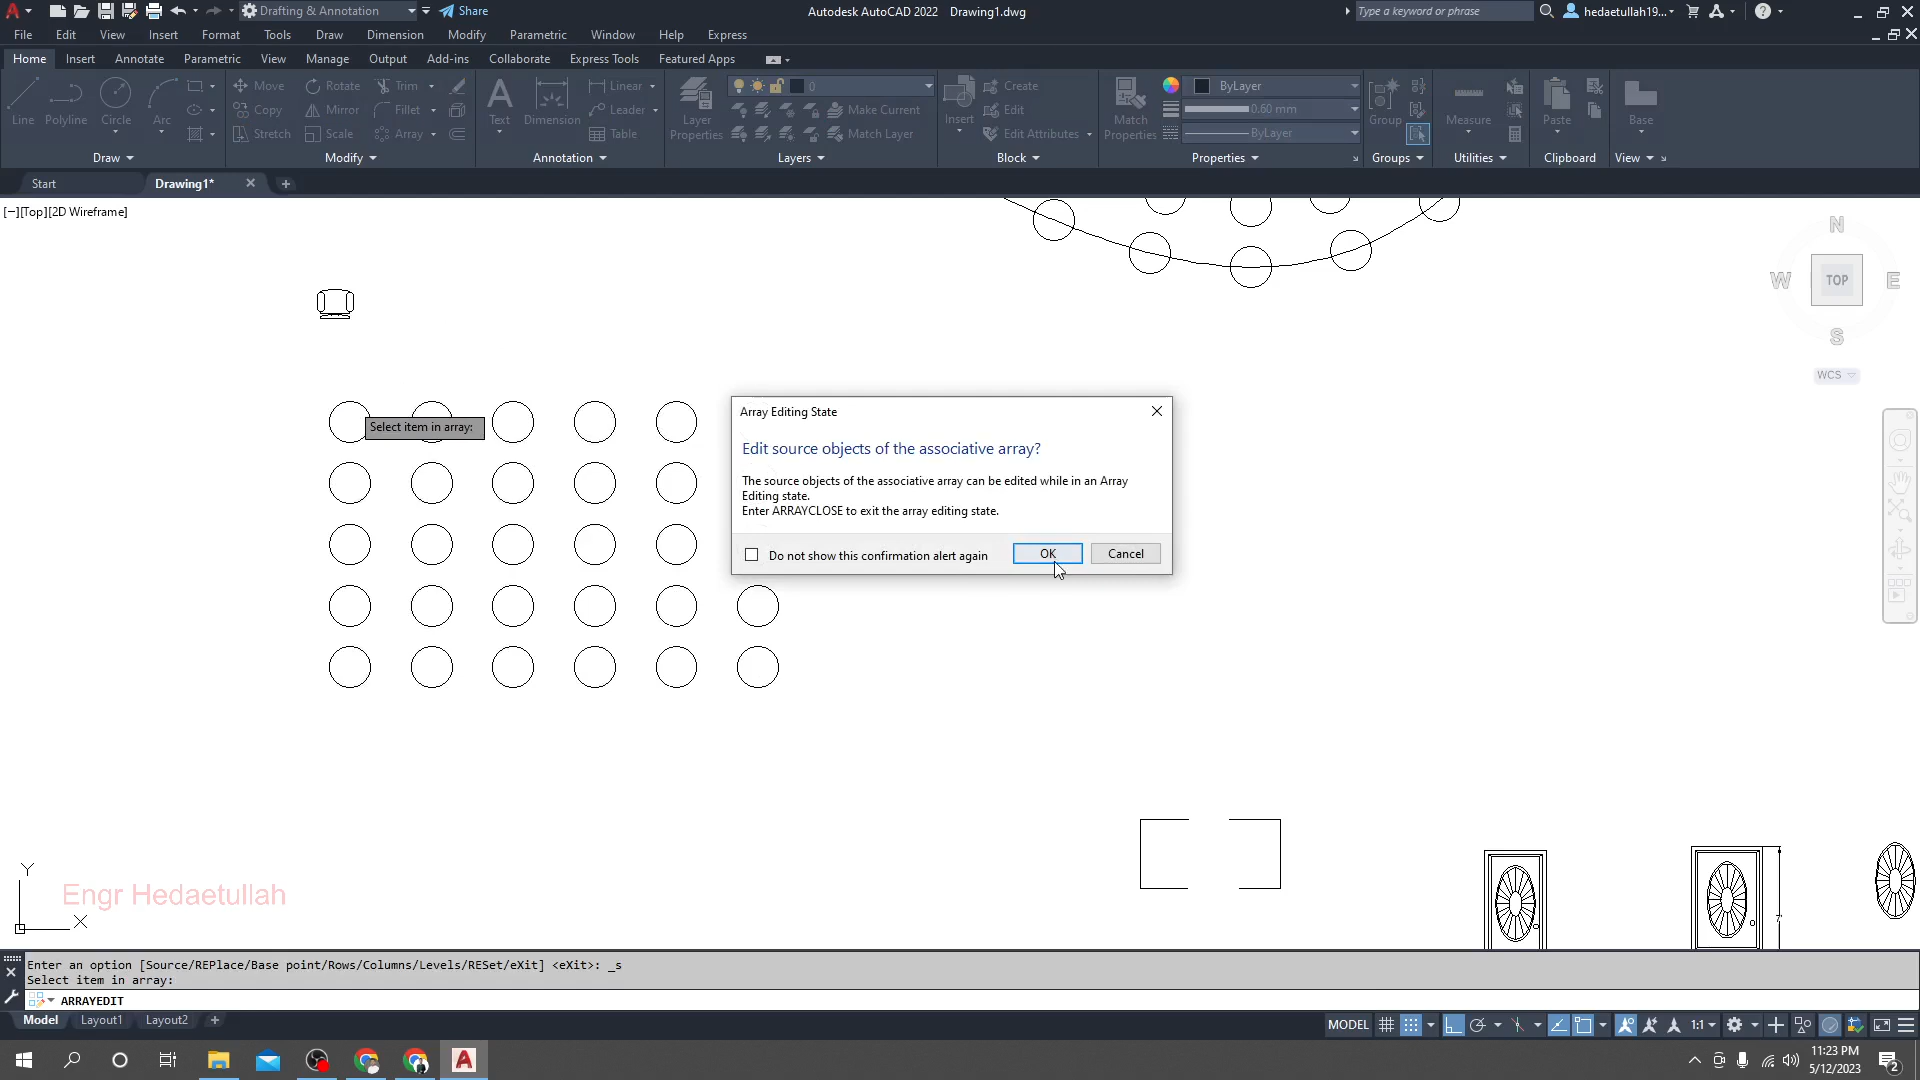 Drafting & Annotation
Share
Autodesk AutoCAD 2022 Drawing1.dwg
Type a keyword or phrase
hedaetullah19...
File Edit View Insert Format Tools Draw Dimension Modify Parametric Window Help Express
Home Insert Annotate Parametric View Manage Output Add-ins Collaborate Express Tools Featured Apps
Line Polyline Circle Arc
Move Rotate Trim
Copy Mirror Fillet
Stretch Scale Array
Text Dimension
Linear
Leader
Table
Layer Properties
0
Make Current
Match Layer
Insert
Create
Edit
Edit Attributes
Match Properties
ByLayer
0.60 mm
ByLayer
Group
Measure
Paste
Base
Draw Modify Annotation Layers Block Properties Groups Utilities Clipboard View
Start Drawing1*
[−][Top][2D Wireframe]
N
W TOP E
S
WCS
Select item in array:
Array Editing State
Edit source objects of the associative array?
The source objects of the associative array can be edited while in an Array
Editing state.
Enter ARRAYCLOSE to exit the array editing state.
Do not show this confirmation alert again OK Cancel
Y
Engr Hedaetullah
X
7'
Enter an option [Source/REPlace/Base point/Rows/Columns/Levels/RESet/eXit] <eXit>: _s
Select item in array:
ARRAYEDIT
Model Layout1 Layout2
MODEL 1:1
11:23 PM
5/12/2023
2